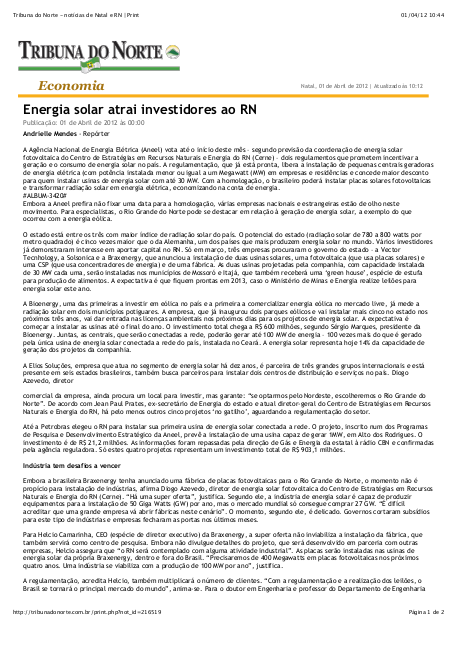 Tribuna do Norte – notícias de Natal e RN | Print 01/04/12 10:44
TRIBUNA DO NORTE
Economia
Natal, 01 de Abril de 2012 | Atualizado às 10:12
Energia solar atrai investidores ao RN
Publicação: 01 de Abril de 2012 às 00:00
Andrielle Mendes - Repórter
A Agência Nacional de Energia Elétrica (Aneel) vota até o início deste mês – segundo previsão da coordenação de energia solar
fotovoltaica do Centro de Estratégias em Recursos Naturais e Energia do RN (Cerne) – dois regulamentos que prometem incentivar a
geração e o consumo de energia solar no país. A regulamentação, que já está pronta, libera a instalação de pequenas centrais geradoras
de energia elétrica (com potência instalada menor ou igual a um Megawatt (MW) em empresas e residências e concede maior desconto
para quem instalar usinas de energia solar com até 30 MW. Com a homologação, o brasileiro poderá instalar placas solares fotovoltaicas
e transformar radiação solar em energia elétrica, economizando na conta de energia.
#ALBUM-3420#
Embora a Aneel prefira não fixar uma data para a homologação, várias empresas nacionais e estrangeiras estão de olho neste
movimento. Para especialistas, o Rio Grande do Norte pode se destacar em relação à geração de energia solar, a exemplo do que
ocorreu com a energia eólica.
O estado está entre os três com maior índice de radiação solar do país. O potencial do estado (radiação solar de 780 a 800 watts por
metro quadrado) é cinco vezes maior que o da Alemanha, um dos países que mais produzem energia solar no mundo. Vários investidores
já demonstraram interesse em aportar capital no RN. Só em março, três empresas procuraram o governo do estado - a Vector
Tecnhology, a Solsonica e a Braxenergy, que anunciou a instalação de duas usinas solares, uma fotovoltaica (que usa placas solares) e
uma CSP (que usa concentradores de energia) e de uma fábrica. As duas usinas projetadas pela companhia, com capacidade instalada
de 30 MW cada uma, serão instaladas nos municípios de Mossoró e Itajá, que também receberá uma 'green house', espécie de estufa
para produção de alimentos. A expectativa é que fiquem prontas em 2013, caso o Ministério de Minas e Energia realize leilões para
energia solar este ano.
A Bioenergy, uma das primeiras a investir em eólica no país e a primeira a comercializar energia eólica no mercado livre, já mede a
radiação solar em dois municípios potiguares. A empresa, que já inaugurou dois parques eólicos e vai instalar mais cinco no estado nos
próximos três anos, vai dar entrada nas licenças ambientais nos próximos dias para os projetos de energia solar. A expectativa é
começar a instalar as usinas até o final do ano. O investimento total chega a R$ 600 milhões, segundo Sérgio Marques, presidente da
Bioenergy. Juntas, as centrais, que serão conectadas a rede, poderão gerar até 100 MW de energia - 100 vezes mais do que é gerado
pela única usina de energia solar conectada a rede do país, instalada no Ceará. A energia solar representa hoje 14% da capacidade de
geração dos projetos da companhia.
A Elios Soluções, empresa que atua no segmento de energia solar há dez anos, é parceira de três grandes grupos internacionais e está
presente em seis estados brasileiros, também busca parceiros para instalar dois centros de distribuição e serviços no país. Diogo
Azevedo, diretor
comercial da empresa, ainda procura um local para investir, mas garante: “se optarmos pelo Nordeste, escolheremos o Rio Grande do
Norte”. De acordo com Jean Paul Prates, ex-secretário de Energia do estado e atual diretor-geral do Centro de Estratégias em Recursos
Naturais e Energia do RN, há pelo menos outros cinco projetos ‘no gatilho’, aguardando a regulamentação do setor.
Até a Petrobras elegeu o RN para instalar sua primeira usina de energia solar conectada a rede. O projeto, inscrito num dos Programas
de Pesquisa e Desenvolvimento Estratégico da Aneel, prevê a instalação de uma usina capaz de gerar 1MW, em Alto dos Rodrigues. O
investimento é de R$ 21,2 milhões. As informações foram repassadas pela direção de Gás e Energia da estatal à rádio CBN e confirmadas
pela agência reguladora. Só estes quatro projetos representam um investimento total de R$ 903,1 milhões.
Indústria tem desafios a vencer
Embora a brasileira Braxenergy tenha anunciado uma fábrica de placas fotovoltaicas para o Rio Grande do Norte, o momento não é
propício para instalação de indústrias, afirma Diogo Azevedo, diretor de energia solar fotovoltaica do Centro de Estratégias em Recursos
Naturais e Energia do RN (Cerne). “Há uma super oferta”, justifica. Segundo ele, a indústria de energia solar é capaz de produzir
equipamentos para a instalação de 50 Giga Watts (GW) por ano, mas o mercado mundial só consegue comprar 27 GW. “É difícil
acreditar que uma grande empresa vá abrir fábricas neste cenário”. O momento, segundo ele, é delicado. Governos cortaram subsídios
para este tipo de indústrias e empresas fecharam as portas nos últimos meses.
Para Helcio Camarinha, CEO (espécie de diretor executivo) da Braxenergy, a super oferta não inviabiliza a instalação da fábrica, que
também servirá como centro de pesquisa. Embora não divulgue detalhes do projeto, que será desenvolvido em parceria com outras
empresas, Helcio assegura que “o RN será contemplado com alguma atividade industrial”. As placas serão instaladas nas usinas de
energia solar da própria Braxenergy, dentro e fora do Brasil. “Precisaremos de 400 Megawatts em placas fotovoltaicas nos próximos
quatro anos. Uma indústria se viabiliza com a produção de 100 MW por ano”, justifica.
A regulamentação, acredita Helcio, também multiplicará o número de clientes. “Com a regulamentação e a realização dos leilões, o
Brasil se tornará o principal mercado do mundo”, anima-se. Para o doutor em Engenharia e professor do Departamento de Engenharia
http://tribunadonorte.com.br/print.php?not_id=216519 Página 1 de 2